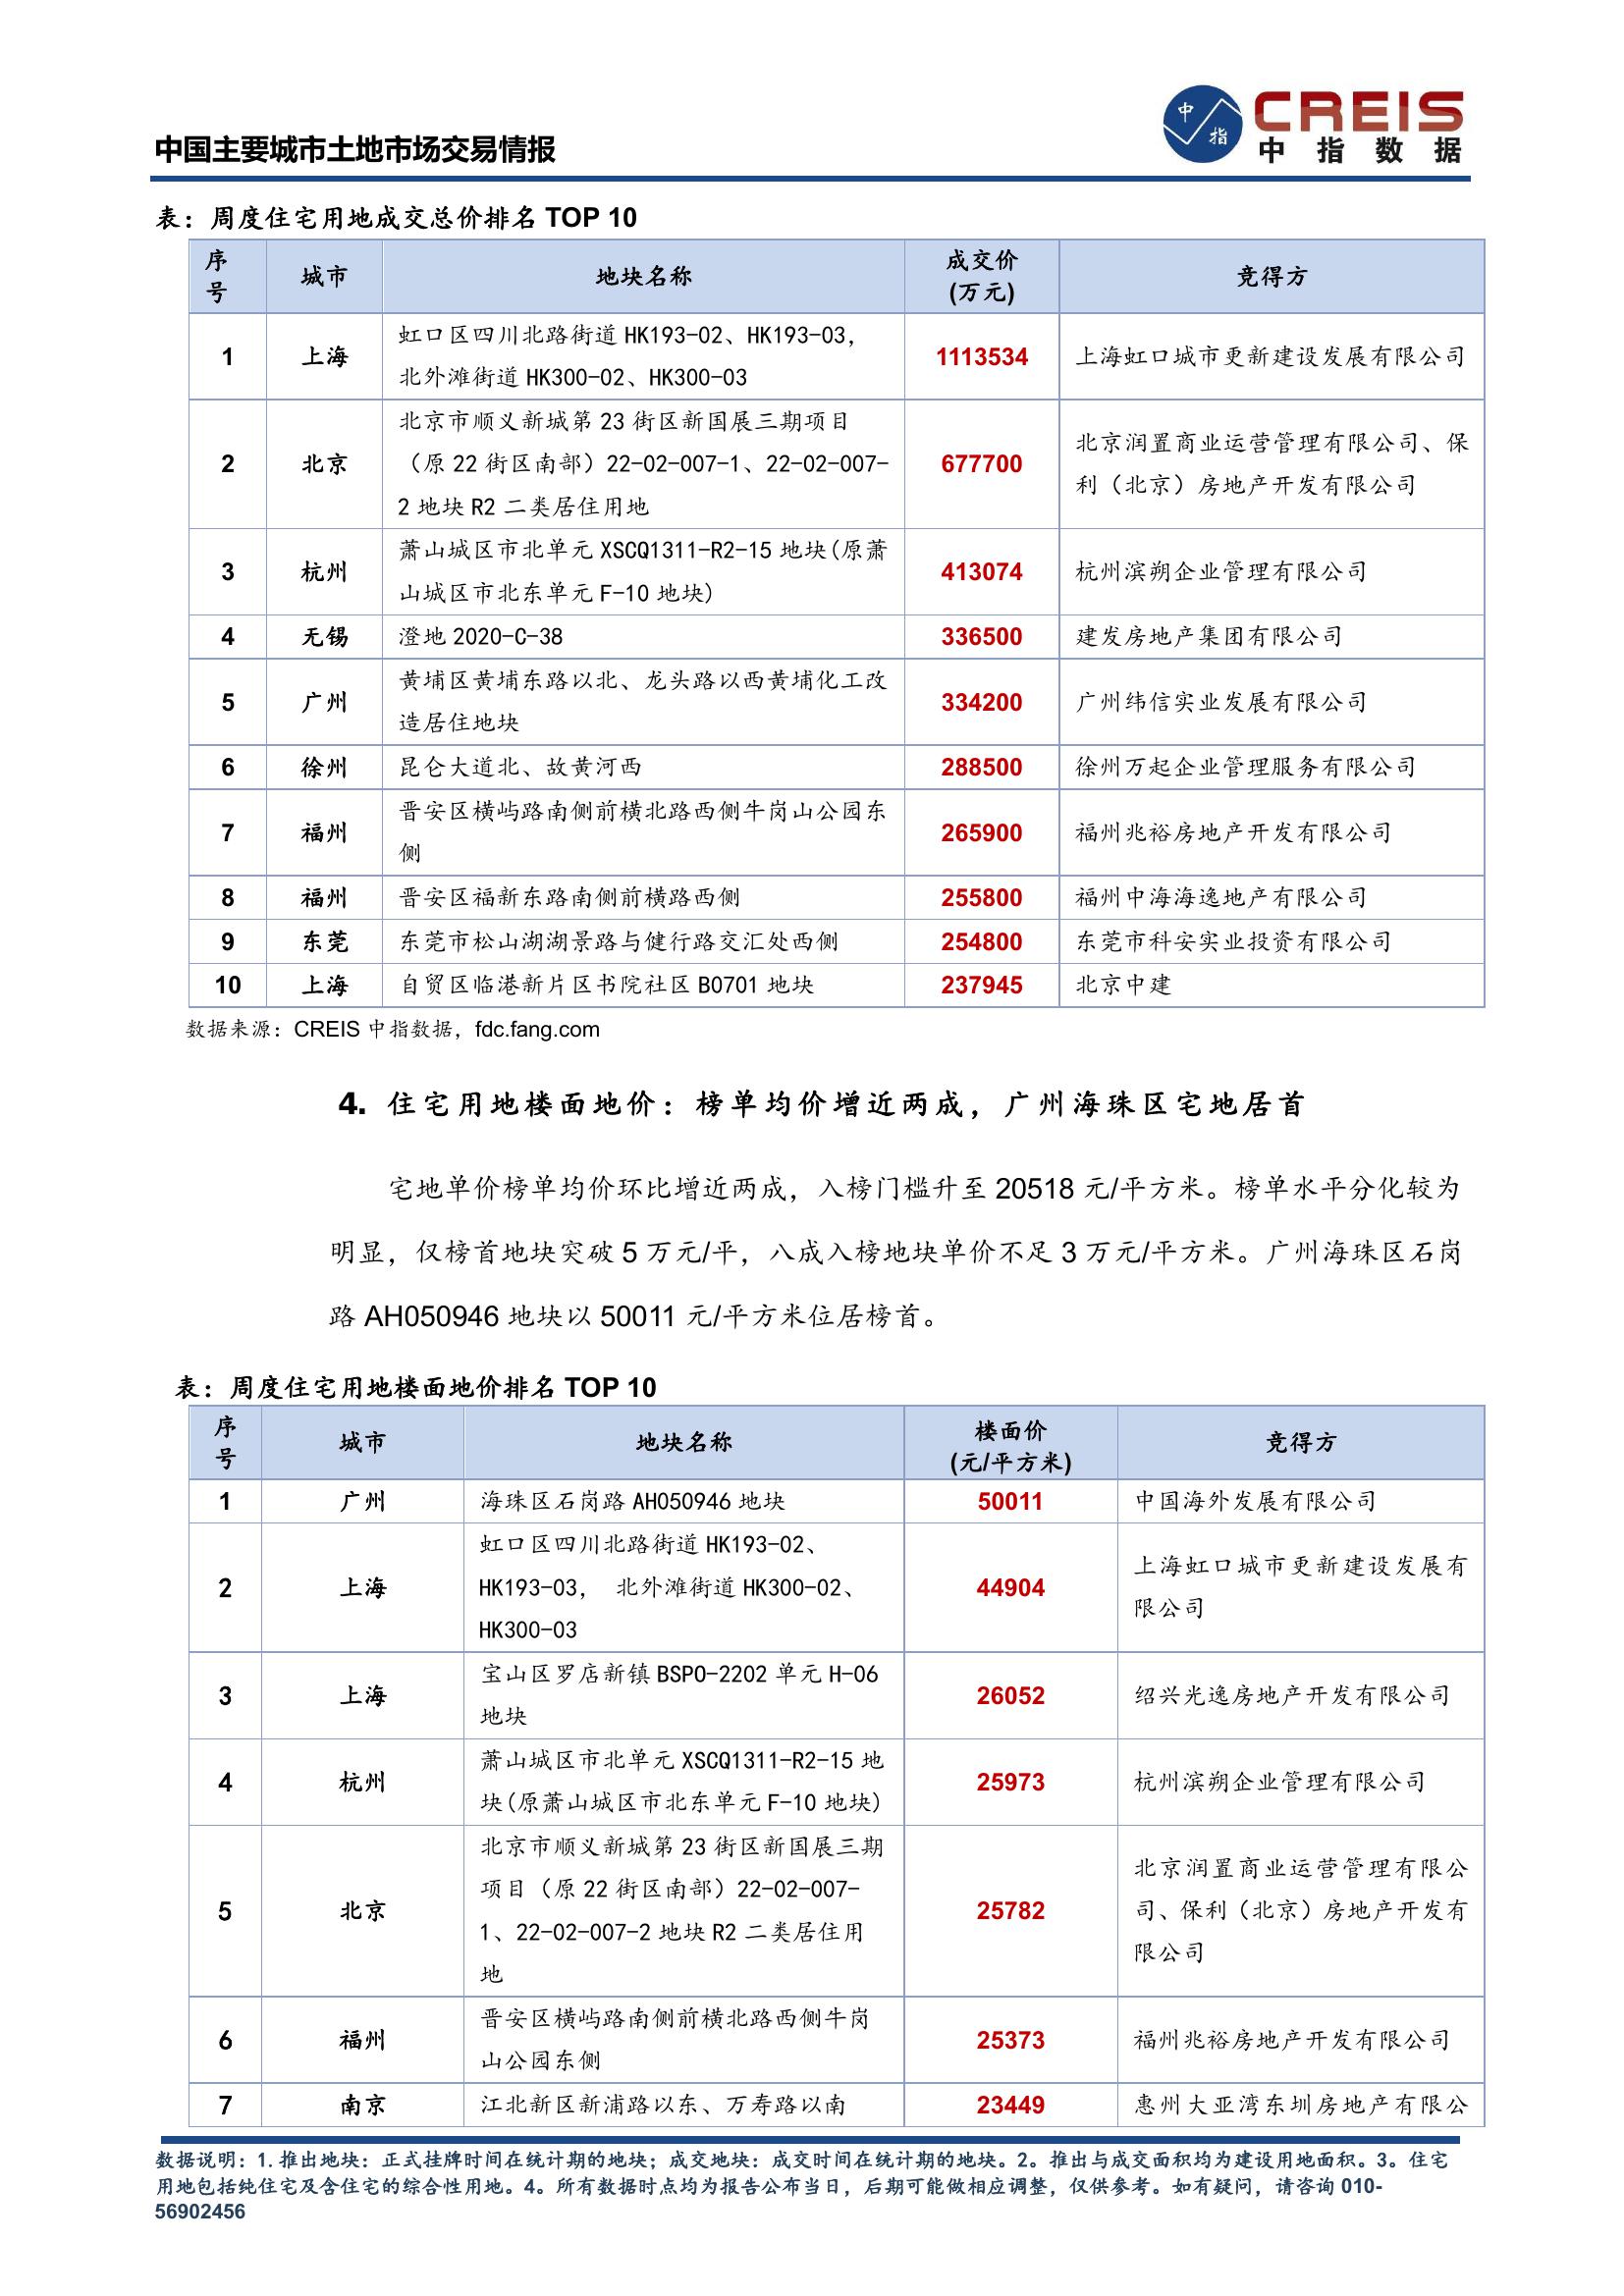 中国主要城市土地市场交易情报
中
指
CREIS
中指数据
表：周度住宅用地成交总价排名 TOP 10
序号 城市 地块名称 成交价(万元) 竞得方
1 上海 虹口区四川北路街道 HK193-02、HK193-03，北外滩街道 HK300-02、HK300-03 1113534 上海虹口城市更新建设发展有限公司
2 北京 北京市顺义新城第 23 街区新国展三期项目（原 22 街区南部）22-02-007-1、22-02-007-2 地块 R2 二类居住用地 677700 北京润置商业运营管理有限公司、保利（北京）房地产开发有限公司
3 杭州 萧山城区市北单元 XSCQ1311-R2-15 地块(原萧山城区市北东单元 F-10 地块) 413074 杭州滨朔企业管理有限公司
4 无锡 澄地 2020-C-38 336500 建发房地产集团有限公司
5 广州 黄埔区黄埔东路以北、龙头路以西黄埔化工改造居住地块 334200 广州纬信实业发展有限公司
6 徐州 昆仑大道北、故黄河西 288500 徐州万起企业管理服务有限公司
7 福州 晋安区横屿路南侧前横北路西侧牛岗山公园东侧 265900 福州兆裕房地产开发有限公司
8 福州 晋安区福新东路南侧前横路西侧 255800 福州中海海逸地产有限公司
9 东莞 东莞市松山湖湖景路与健行路交汇处西侧 254800 东莞市科安实业投资有限公司
10 上海 自贸区临港新片区书院社区 B0701 地块 237945 北京中建
数据来源：CREIS 中指数据，fdc.fang.com
4. 住宅用地楼面地价：榜单均价增近两成，广州海珠区宅地居首
宅地单价榜单均价环比增近两成，入榜门槛升至 20518 元/平方米。榜单水平分化较为
明显，仅榜首地块突破 5 万元/平，八成入榜地块单价不足 3 万元/平方米。广州海珠区石岗
路 AH050946 地块以 50011 元/平方米位居榜首。
表：周度住宅用地楼面地价排名 TOP 10
序号 城市 地块名称 楼面价(元/平方米) 竞得方
1 广州 海珠区石岗路 AH050946 地块 50011 中国海外发展有限公司
2 上海 虹口区四川北路街道 HK193-02、HK193-03， 北外滩街道 HK300-02、HK300-03 44904 上海虹口城市更新建设发展有限公司
3 上海 宝山区罗店新镇 BSPO-2202 单元 H-06 地块 26052 绍兴光逸房地产开发有限公司
4 杭州 萧山城区市北单元 XSCQ1311-R2-15 地块(原萧山城区市北东单元 F-10 地块) 25973 杭州滨朔企业管理有限公司
5 北京 北京市顺义新城第 23 街区新国展三期项目（原 22 街区南部）22-02-007-1、22-02-007-2 地块 R2 二类居住用地 25782 北京润置商业运营管理有限公司、保利（北京）房地产开发有限公司
6 福州 晋安区横屿路南侧前横北路西侧牛岗山公园东侧 25373 福州兆裕房地产开发有限公司
7 南京 江北新区新浦路以东、万寿路以南 23449 惠州大亚湾东圳房地产有限公
数据说明：1.推出地块：正式挂牌时间在统计期的地块；成交地块：成交时间在统计期的地块。2。推出与成交面积均为建设用地面积。3。住宅
用地包括纯住宅及含住宅的综合性用地。4。所有数据时点均为报告公布当日，后期可能做相应调整，仅供参考。如有疑问，请咨询 010-
56902456